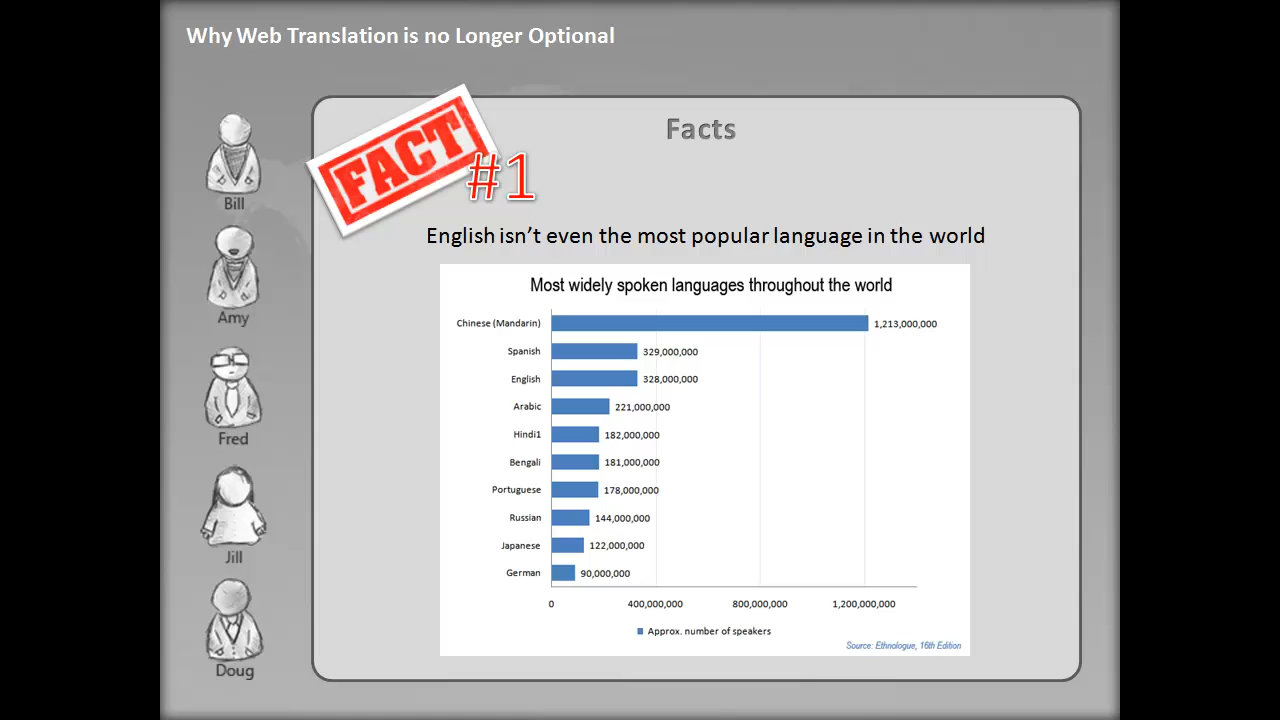 Why Web Translation is no Longer Optional
Bill
Amy
Fred
Jill
Doug
FACT
#1
Facts
English isn't even the most popular language in the world
Most widely spoken languages throughout the world
Chinese (Mandarin) 1,213,000,000
Spanish 329,000,000
English 328,000,000
Arabic 221,000,000
Hindi1 182,000,000
Bengali 181,000,000
Portuguese 178,000,000
Russian 144,000,000
Japanese 122,000,000
German 90,000,000
0 400,000,000 800,000,000 1,200,000,000
Approx. number of speakers
Source: Ethnologue, 16th Edition